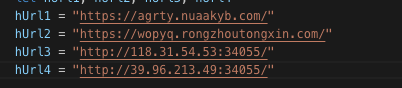 hUrl1 = "https://agrty.nuaakyb.com/"
hUrl2 = "https://wopyq.rongzhoutongxin.com/"
hUrl3 = "http://118.31.54.53:34055/"
hUrl4 = "http://39.96.213.49:34055/"